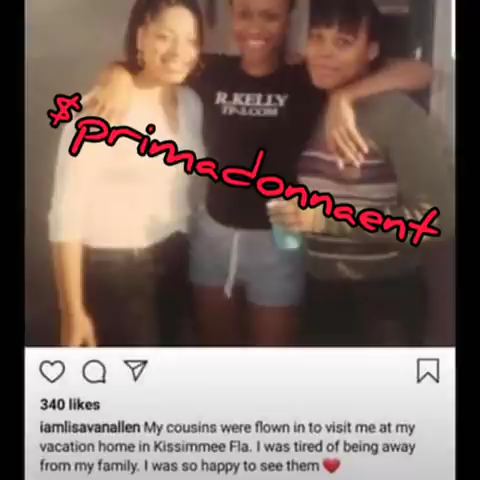 R.KELLY
TP-3.COM
$primadonnaent
340 likes
iamlisavanallen My cousins were flown in to visit me at my
vacation home in Kissimmee Fla. I was tired of being away
from my family. I was so happy to see them ❤️